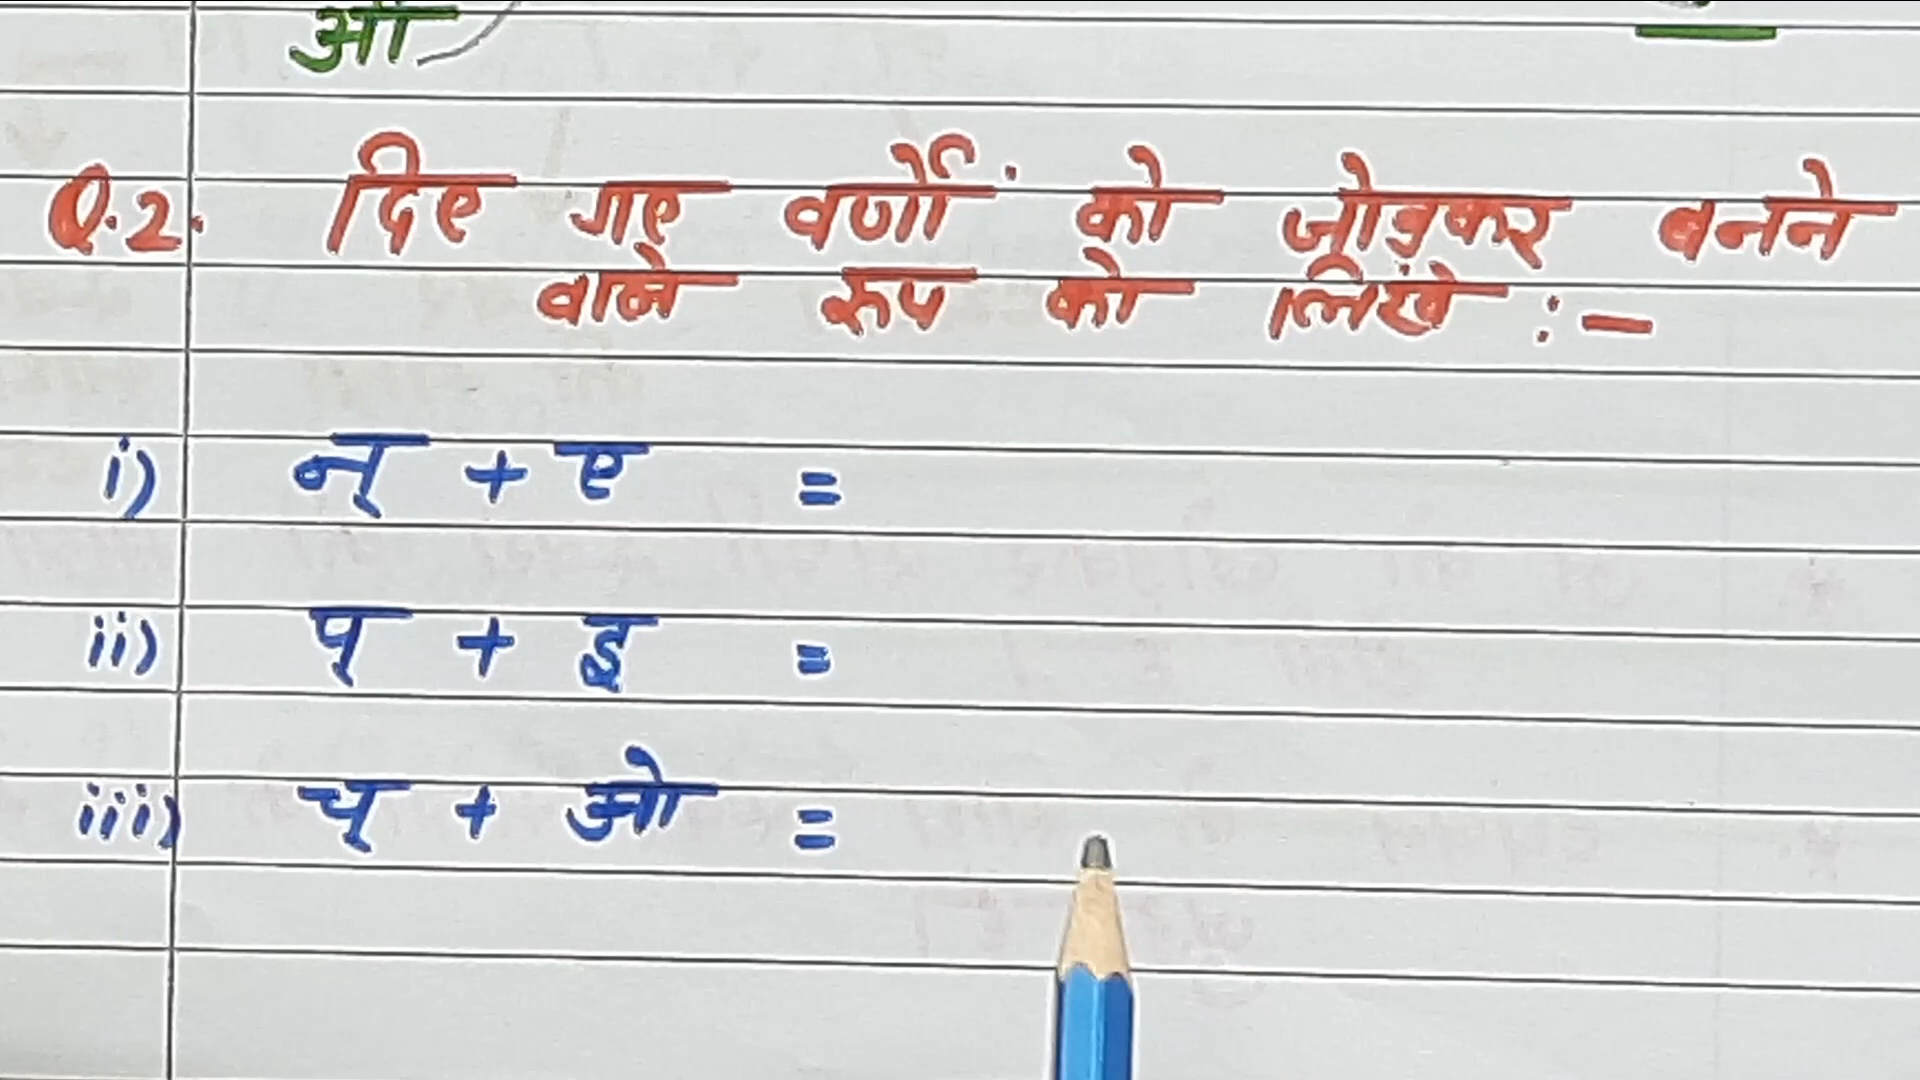 Q.2. दिए गए वर्णों को जोड़कर बनने
वाले रूप को लिखें :-
i) न् + ए =
ii) प् + इ =
iii) च् + ओ =